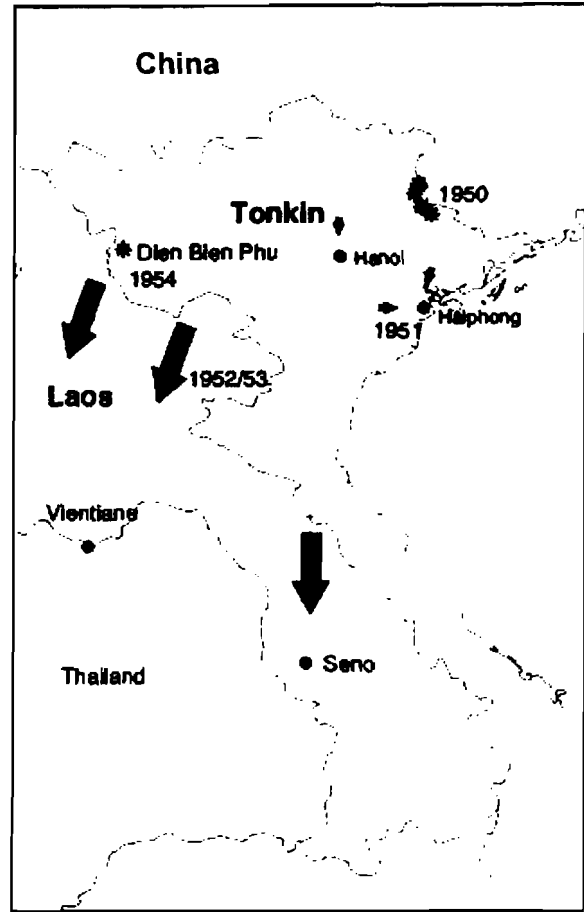 China
1950
Tonkin
Hanoi
Dien Bien Phu
1954
Haiphong
1951
1952/53
Laos
Vientiane
Seno
Thailand